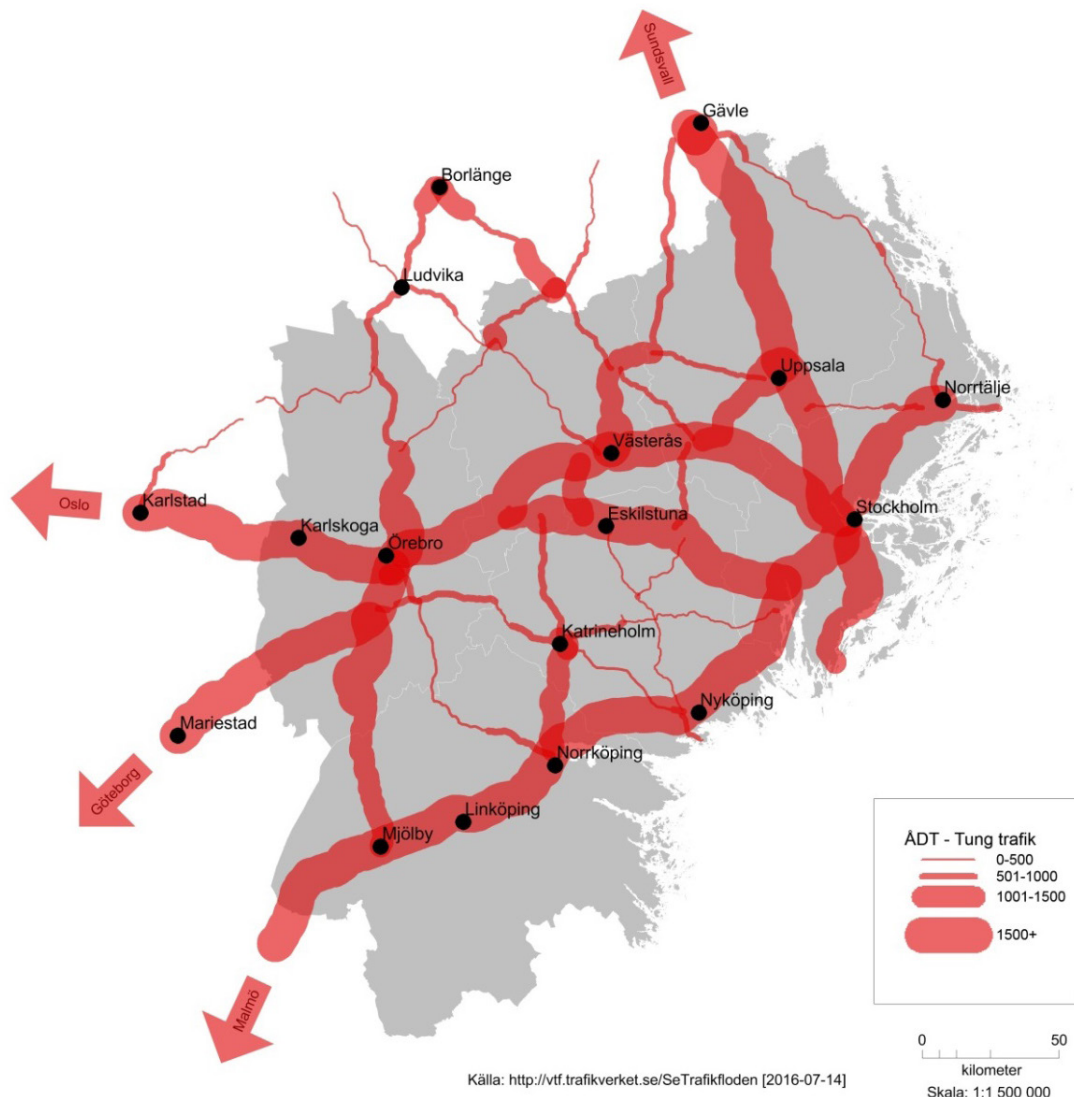 Sundsvall
Gävle
Borlänge
Ludvika
Uppsala
Norrtälje
Västerås
Oslo
Karlstad
Karlskoga
Örebro
Eskilstuna
Stockholm
Katrineholm
Mariestad
Nyköping
Göteborg
Norrköping
Linköping
Mjölby
Malmö
ÅDT - Tung trafik
0-500
501-1000
1001-1500
1500+
0 50
kilometer
Skala: 1:1 500 000
Källa: http://vtf.trafikverket.se/SeTrafikfloden [2016-07-14]